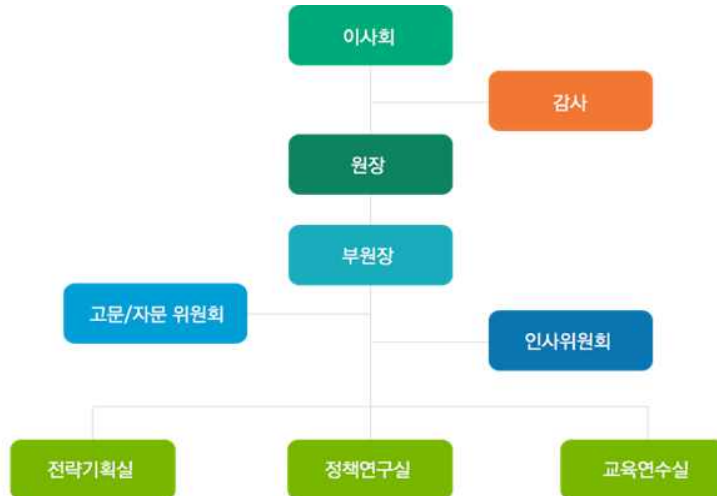 이사회
감사
원장
부원장
고문/자문 위원회
인사위원회
전략기획실
정책연구실
교육연수실